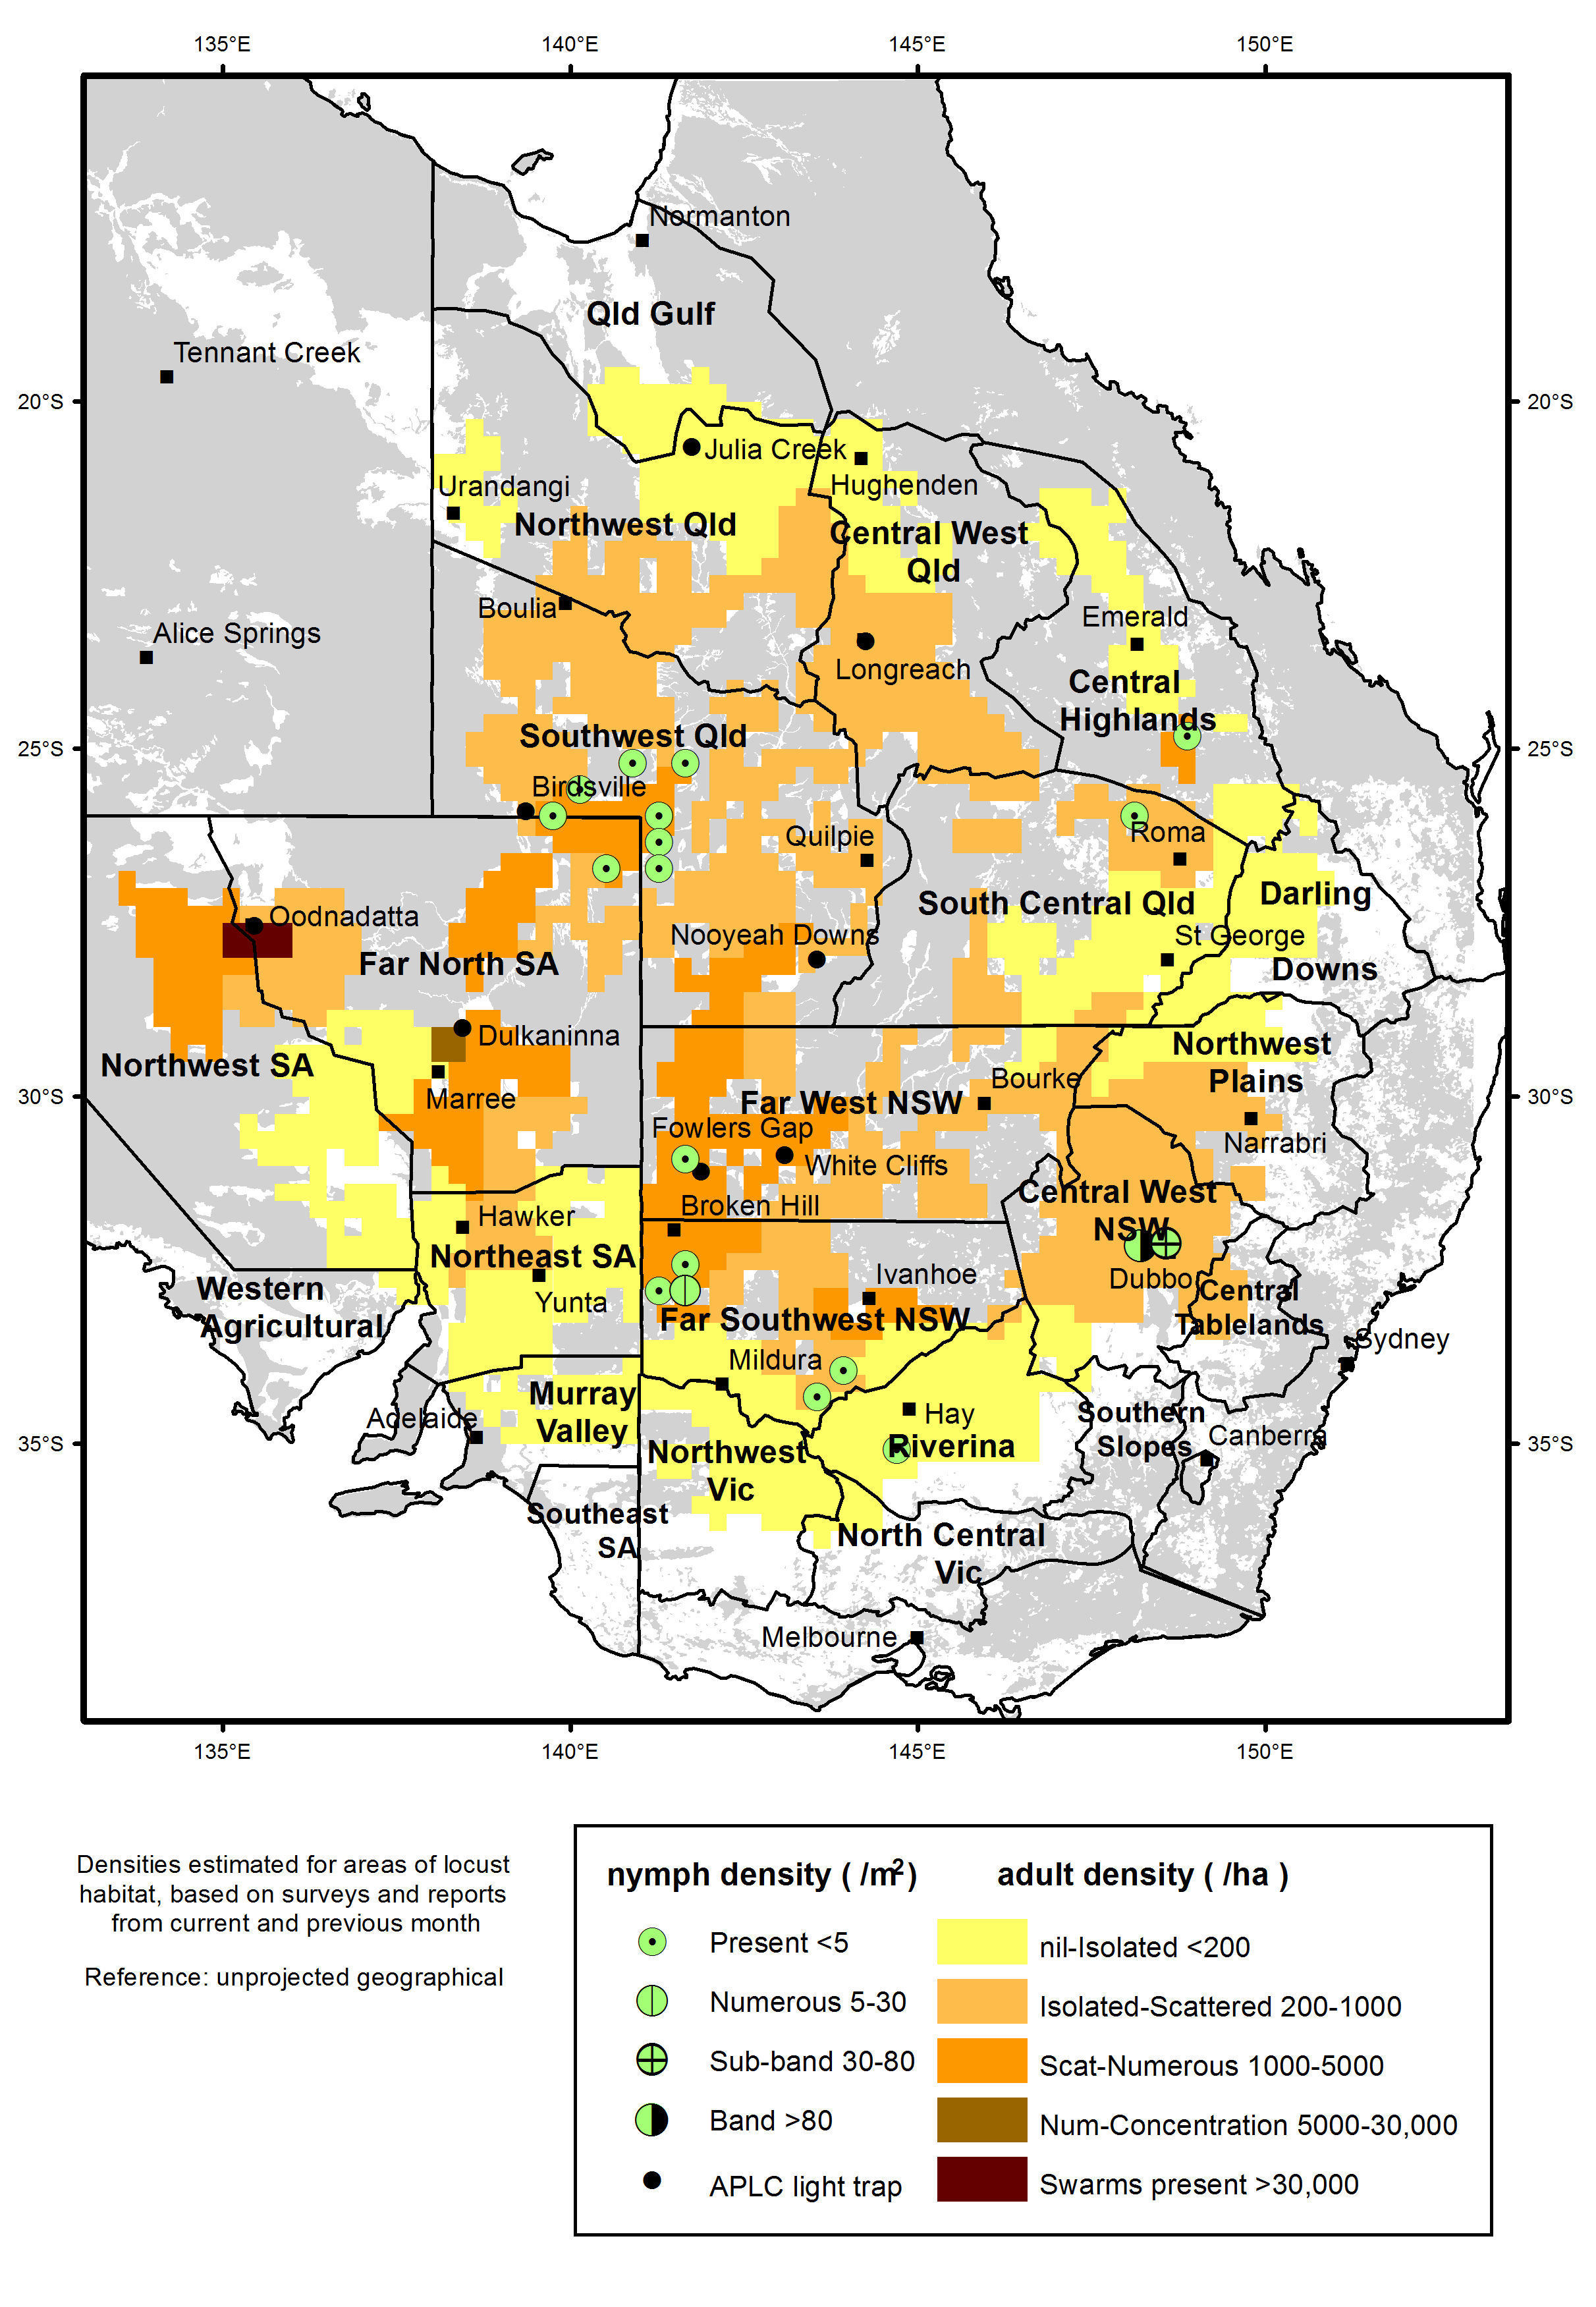 135°E
140°E
145°E
150°E
Normanton
Qld Gulf
Tennant Creek
20°S
20°S
Julia Creek
Hughenden
Urandangi
Northwest Qld
Central West
Qld
Boulia
Emerald
Alice Springs
Longreach
Central
Highlands
Southwest Qld
25°S
25°S
Birdsville
Quilpie
Roma
Darling
Downs
South Central Qld
Oodnadatta
Nooyeah Downs
St George
Far North SA
Dulkaninna
Northwest SA
Northwest
Plains
Marree
Bourke
30°S
30°S
Far West NSW
Fowlers Gap
White Cliffs
Narrabri
Central West
NSW
Broken Hill
Hawker
Northeast SA
Yunta
Ivanhoe
Dubbo
Western
Agricultural
Central
Tablelands
Far Southwest NSW
Sydney
Mildura
Murray
Valley
Adelaide
Hay
Riverina
Southern
Slopes
Canberra
35°S
35°S
Northwest
Vic
Southeast
SA
North Central
Vic
Melbourne
135°E
140°E
145°E
150°E
Densities estimated for areas of locust
habitat, based on surveys and reports
from current and previous month
Reference: unprojected geographical
nymph density ( /m²)
Present <5
Numerous 5-30
Sub-band 30-80
Band >80
APLC light trap
adult density ( /ha )
nil-Isolated <200
Isolated-Scattered 200-1000
Scat-Numerous 1000-5000
Num-Concentration 5000-30,000
Swarms present >30,000